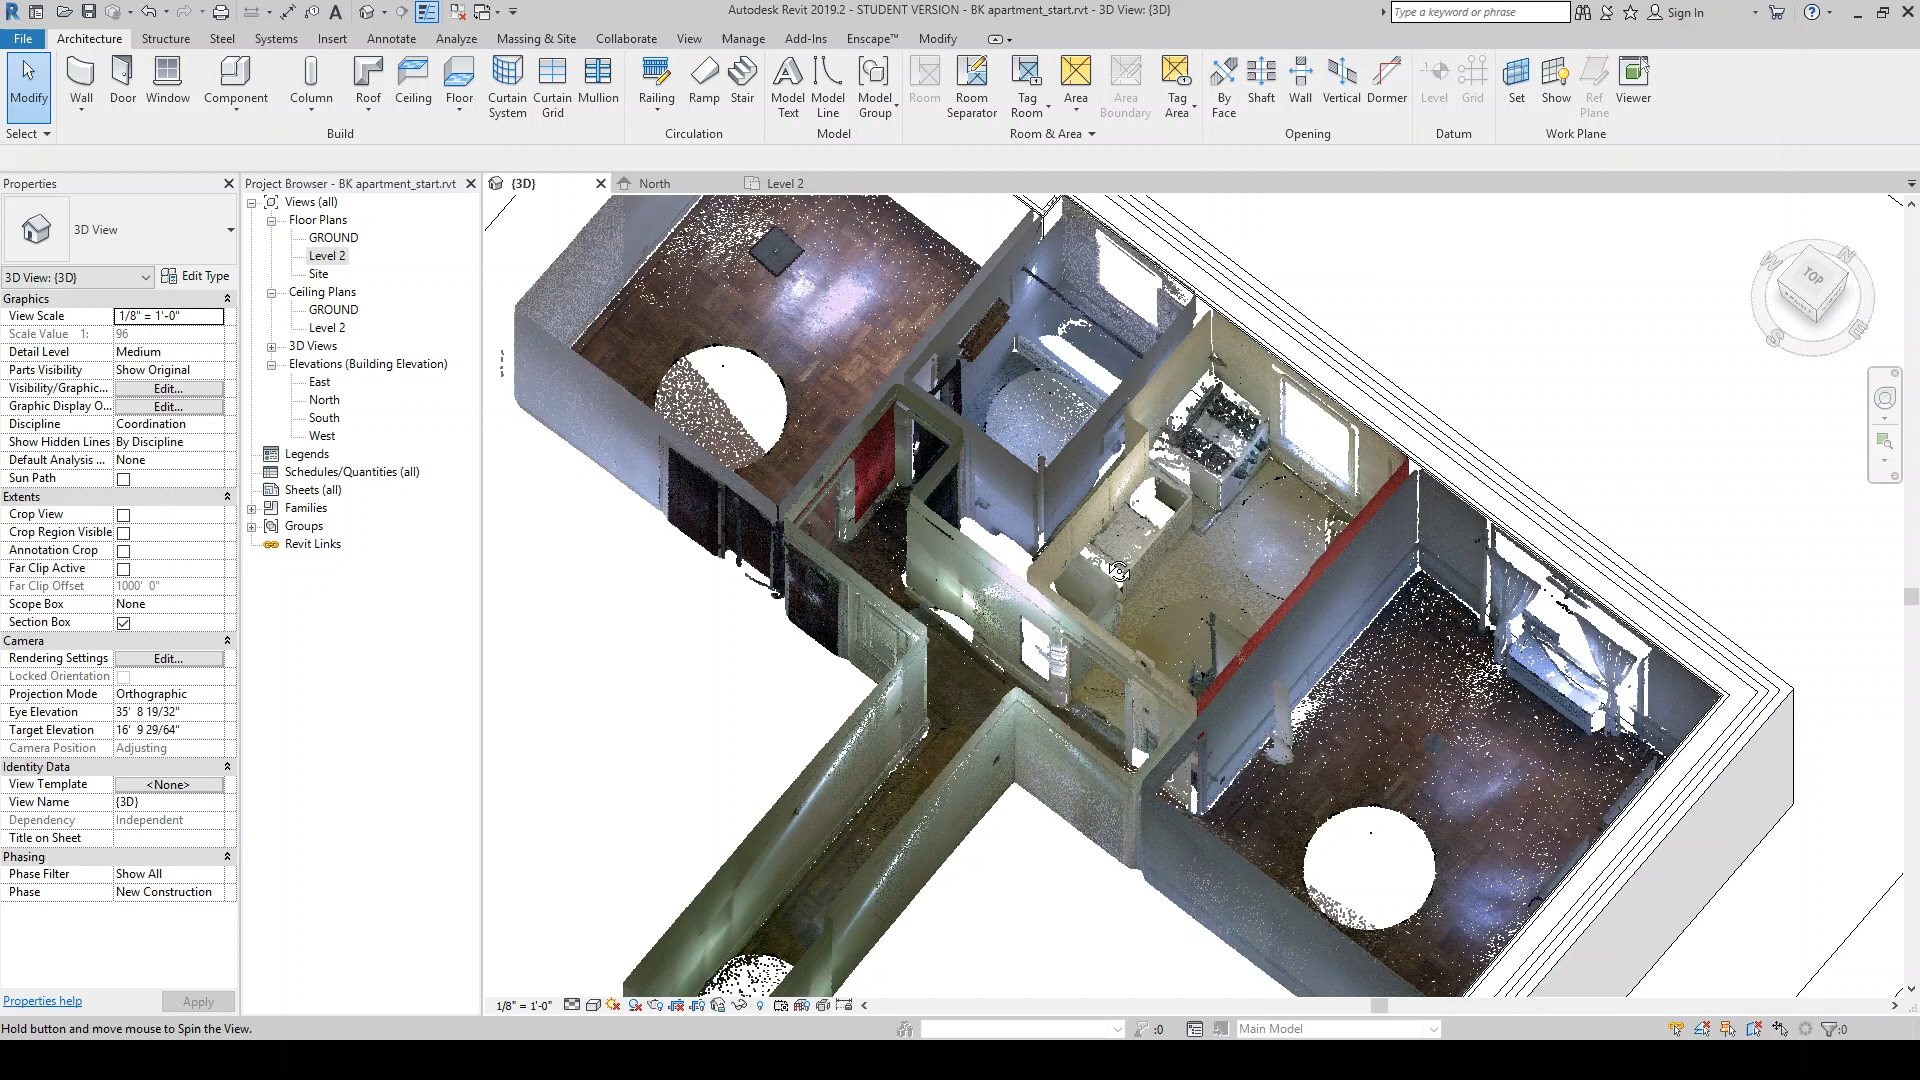 Autodesk Revit 2019.2 - STUDENT VERSION - BK apartment_start.rvt - 3D View: {3D}
Type a keyword or phrase
Sign In
File Architecture Structure Steel Systems Insert Annotate Analyze Massing & Site Collaborate View Manage Add-Ins Enscape™ Modify
Modify Wall Door Window Component Column Roof Ceiling Floor Curtain System Curtain Grid Mullion Railing Ramp Stair Model Text Model Line Model Group Room Room Separator Tag Room Area Area Boundary Tag Area By Face Shaft Wall Vertical Dormer Level Grid Set Show Ref Plane Viewer
Select Build Circulation Model Room & Area Opening Datum Work Plane
Properties
3D View
3D View: {3D} Edit Type
Graphics
View Scale 1/8" = 1'-0"
Scale Value 1: 96
Detail Level Medium
Parts Visibility Show Original
Visibility/Graphic... Edit...
Graphic Display O... Edit...
Discipline Coordination
Show Hidden Lines By Discipline
Default Analysis ... None
Sun Path
Extents
Crop View
Crop Region Visible
Annotation Crop
Far Clip Active
Far Clip Offset 1000' 0"
Scope Box None
Section Box
Camera
Rendering Settings Edit...
Locked Orientation
Projection Mode Orthographic
Eye Elevation 35' 8 19/32"
Target Elevation 16' 9 29/64"
Camera Position Adjusting
Identity Data
View Template <None>
View Name {3D}
Dependency Independent
Title on Sheet
Phasing
Phase Filter Show All
Phase New Construction
Properties help Apply
Project Browser - BK apartment_start.rvt
Views (all)
Floor Plans
GROUND
Level 2
Site
Ceiling Plans
GROUND
Level 2
3D Views
Elevations (Building Elevation)
East
North
South
West
Legends
Schedules/Quantities (all)
Sheets (all)
Families
Groups
Revit Links
{3D} North Level 2
TOP
N
W
S
E
1/8" = 1'-0"
Hold button and move mouse to Spin the View.
:0
Main Model
:0